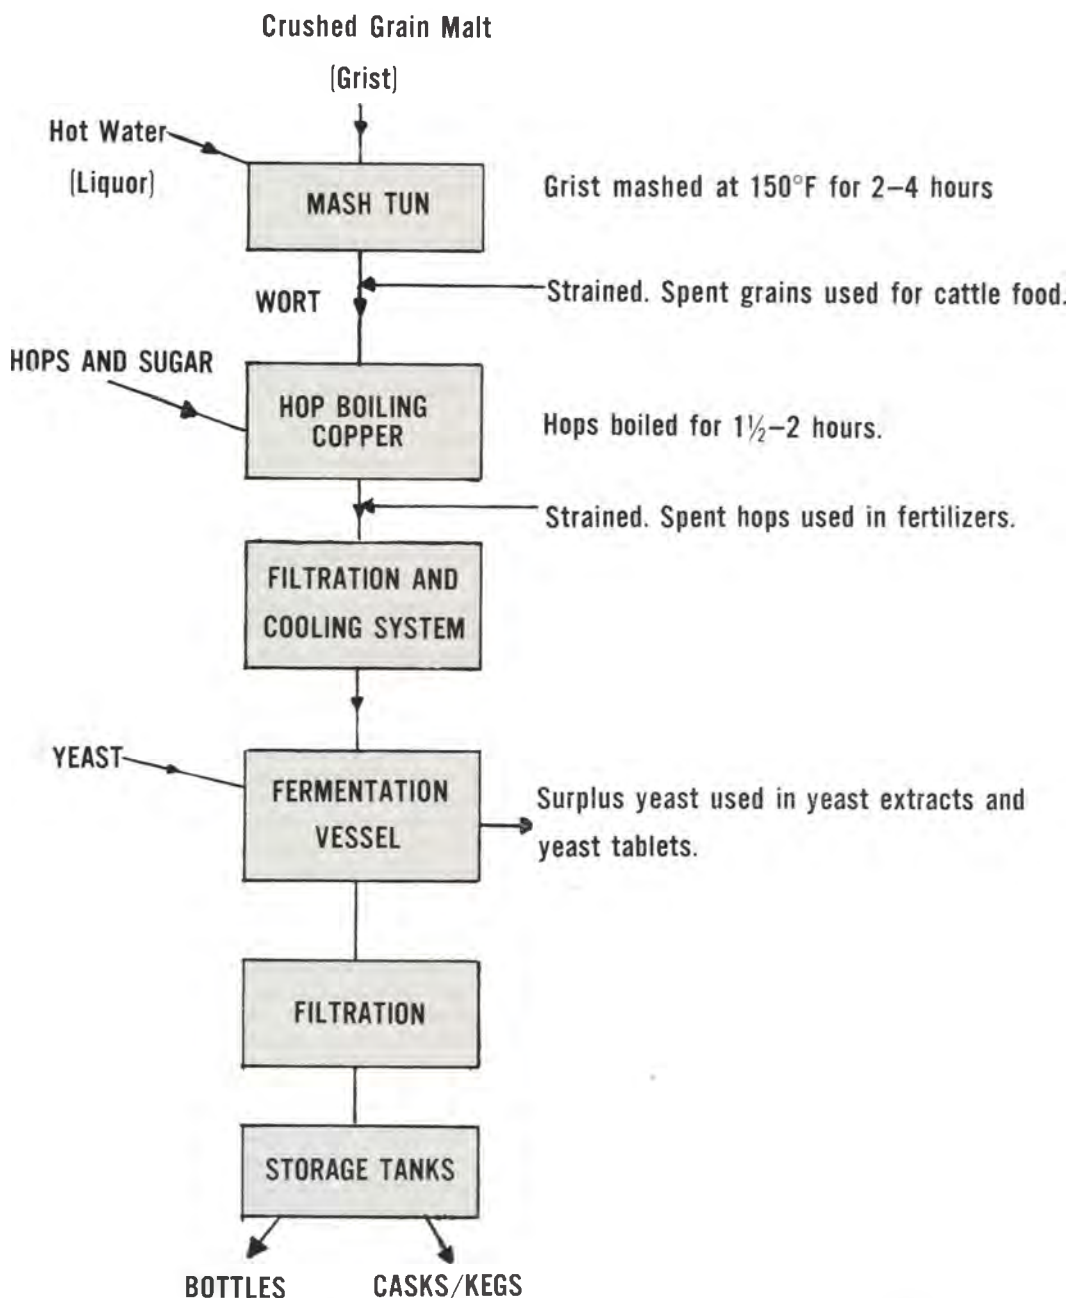 Crushed Grain Malt
(Grist)
Hot Water
(Liquor)
MASH TUN
Grist mashed at 150°F for 2–4 hours
WORT
Strained. Spent grains used for cattle food.
HOPS AND SUGAR
HOP BOILING
COPPER
Hops boiled for 1½–2 hours.
Strained. Spent hops used in fertilizers.
FILTRATION AND
COOLING SYSTEM
YEAST
FERMENTATION
VESSEL
Surplus yeast used in yeast extracts and
yeast tablets.
FILTRATION
STORAGE TANKS
BOTTLES
CASKS/KEGS